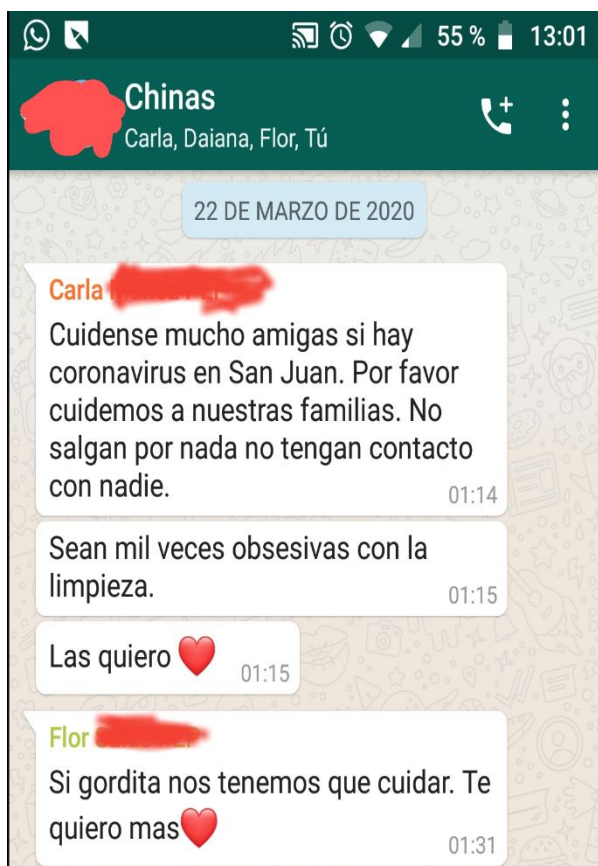 55 % 13:01
Chinas
Carla, Daiana, Flor, Tú
22 DE MARZO DE 2020
Carla
Cuidense mucho amigas si hay
coronavirus en San Juan. Por favor
cuidemos a nuestras familias. No
salgan por nada no tengan contacto
con nadie.
01:14
Sean mil veces obsesivas con la
limpieza.
01:15
Las quiero ❤️ 01:15
Flor
Si gordita nos tenemos que cuidar. Te
quiero mas❤️
01:31